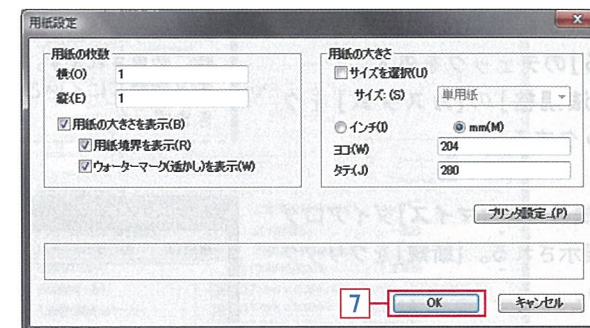 用紙設定
用紙の枚数
横(O) 1
縦(E) 1
用紙の大きさを表示(B)
用紙境界を表示(R)
ウォーターマーク(透かし)を表示(W)
用紙の大きさ
サイズを選択(U)
サイズ: (S) 単用紙
インチ(I) mm(M)
ヨコ(W) 204
タテ(J) 280
プリンタ設定...(P)
7
OK
キャンセル